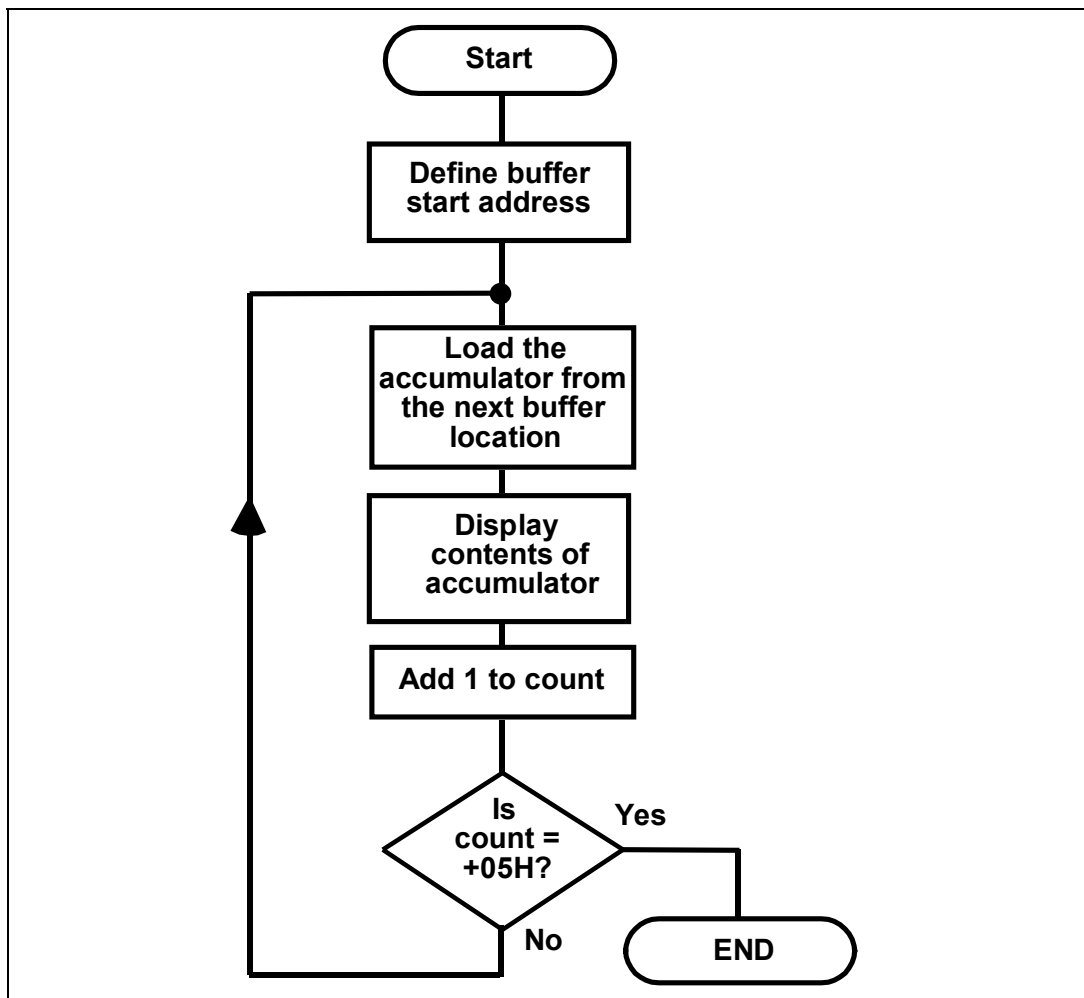 Start
Define buffer
start address
Load the
accumulator from
the next buffer
location
Display
contents of
accumulator
Add 1 to count
Is
count =
+05H?
Yes
No
END